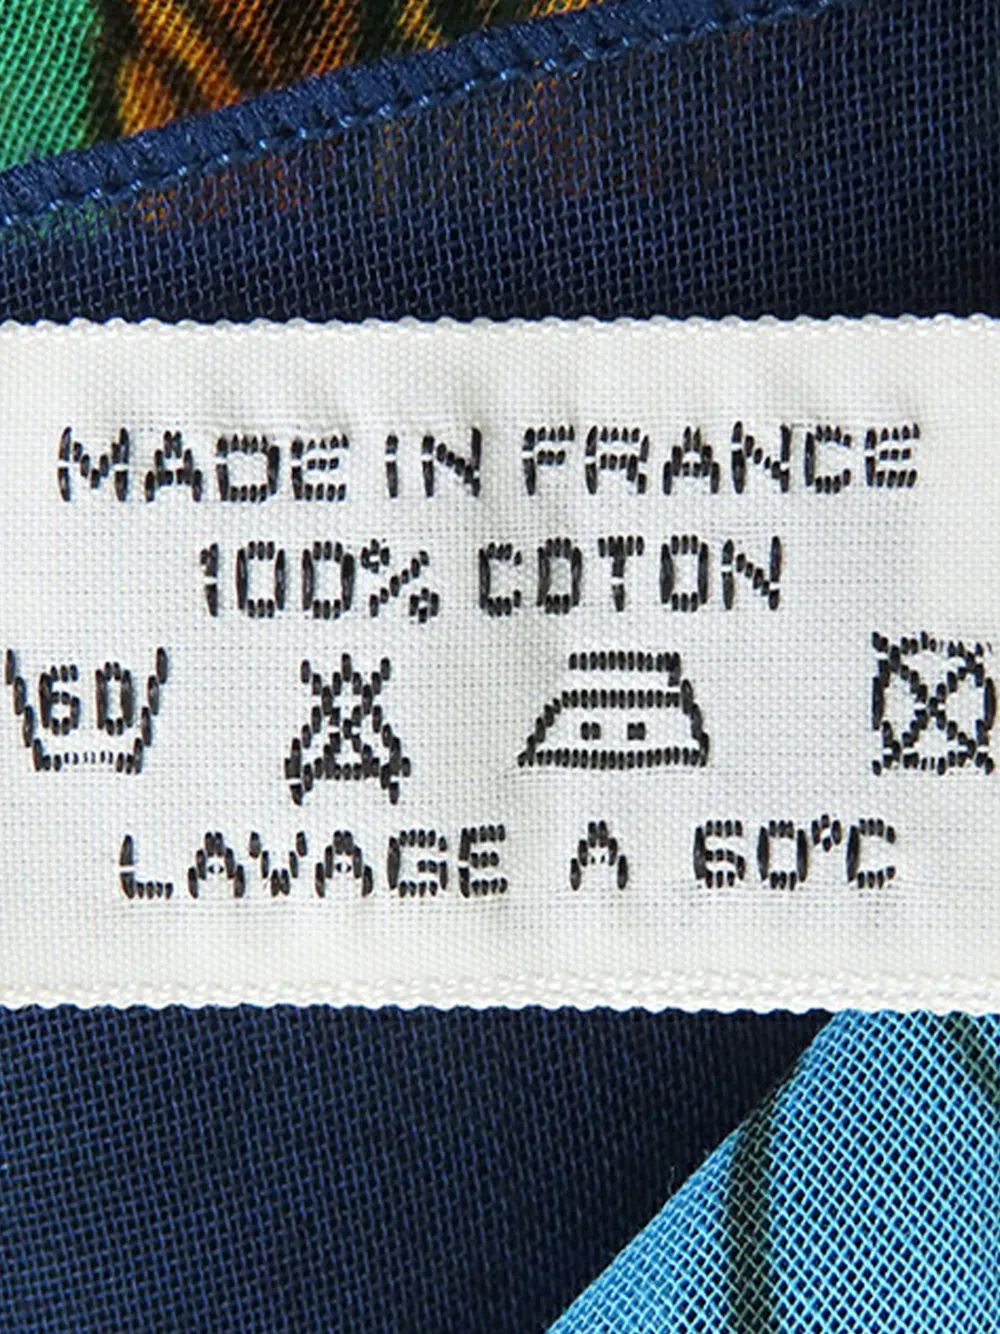 MADE IN FRANCE
100% COTON
60
LAVAGE A 60°C